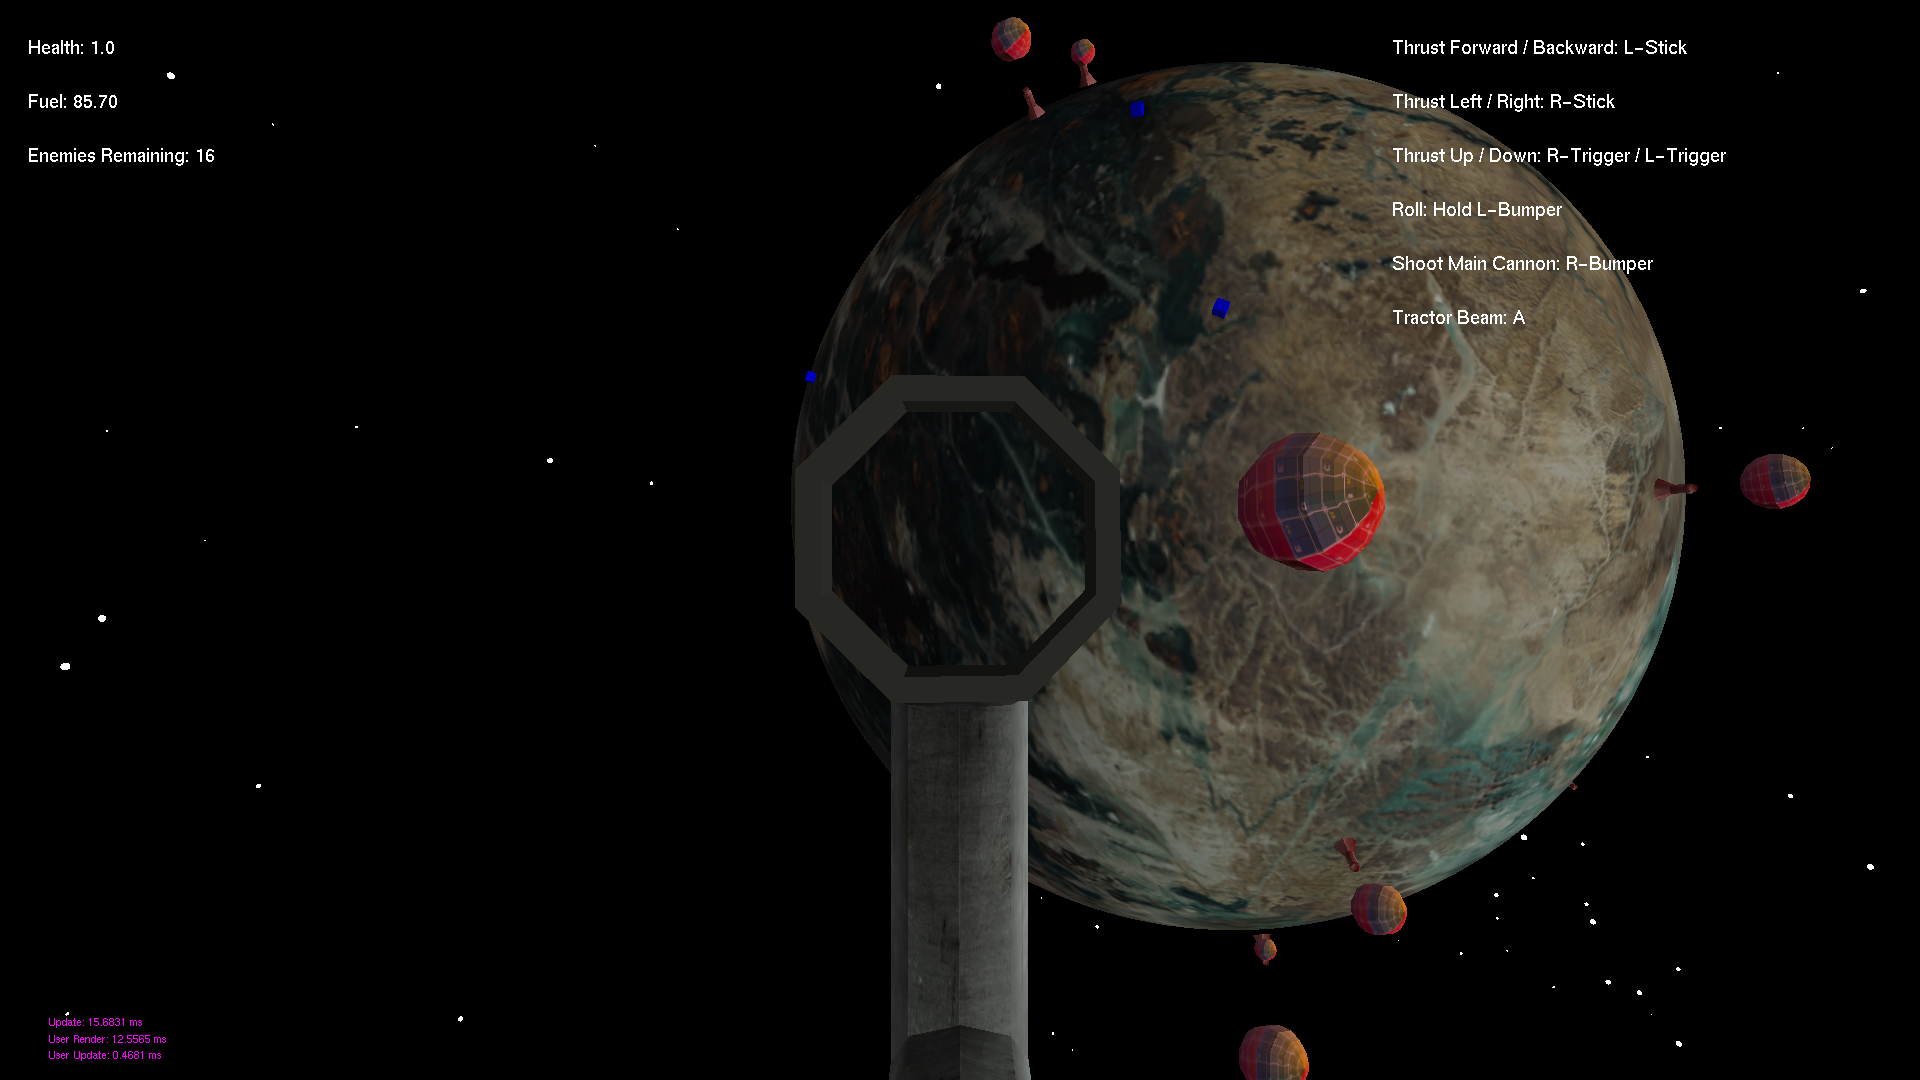 Health: 1.0
Fuel: 85.70
Enemies Remaining: 16
Thrust Forward / Backward: L-Stick
Thrust Left / Right: R-Stick
Thrust Up / Down: R-Trigger / L-Trigger
Roll: Hold L-Bumper
Shoot Main Cannon: R-Bumper
Tractor Beam: A
Update: 15.6831 ms
User Render: 12.5565 ms
User Update: 0.4681 ms